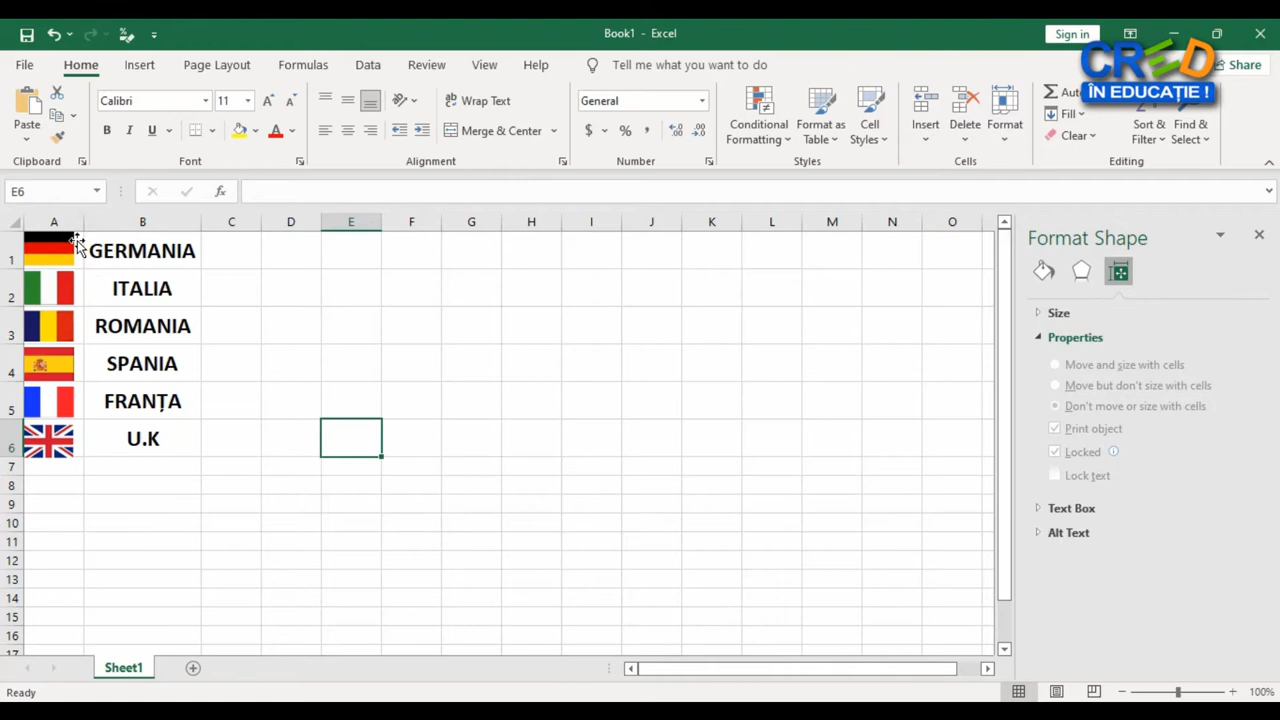 Book1 - Excel
Sign in
File Home Insert Page Layout Formulas Data Review View Help Tell me what you want to do Share
CRED
ÎN EDUCAȚIE !
Paste
Calibri 11
B I U A
Wrap Text
Merge & Center
General
$ %
Conditional Formatting
Format as Table
Cell Styles
Insert Delete Format
Fill
Clear
Sort & Filter
Find & Select
Clipboard Font Alignment Number Styles Cells Editing
E6 fx
A B C D E F G H I J K L M N O
1 GERMANIA
2 ITALIA
3 ROMANIA
4 SPANIA
5 FRANȚA
6 U.K
7
8
9
10
11
12
13
14
15
16
17
Format Shape
Size
Properties
Move and size with cells
Move but don't size with cells
Don't move or size with cells
Print object
Locked
Lock text
Text Box
Alt Text
Sheet1
Ready
100%